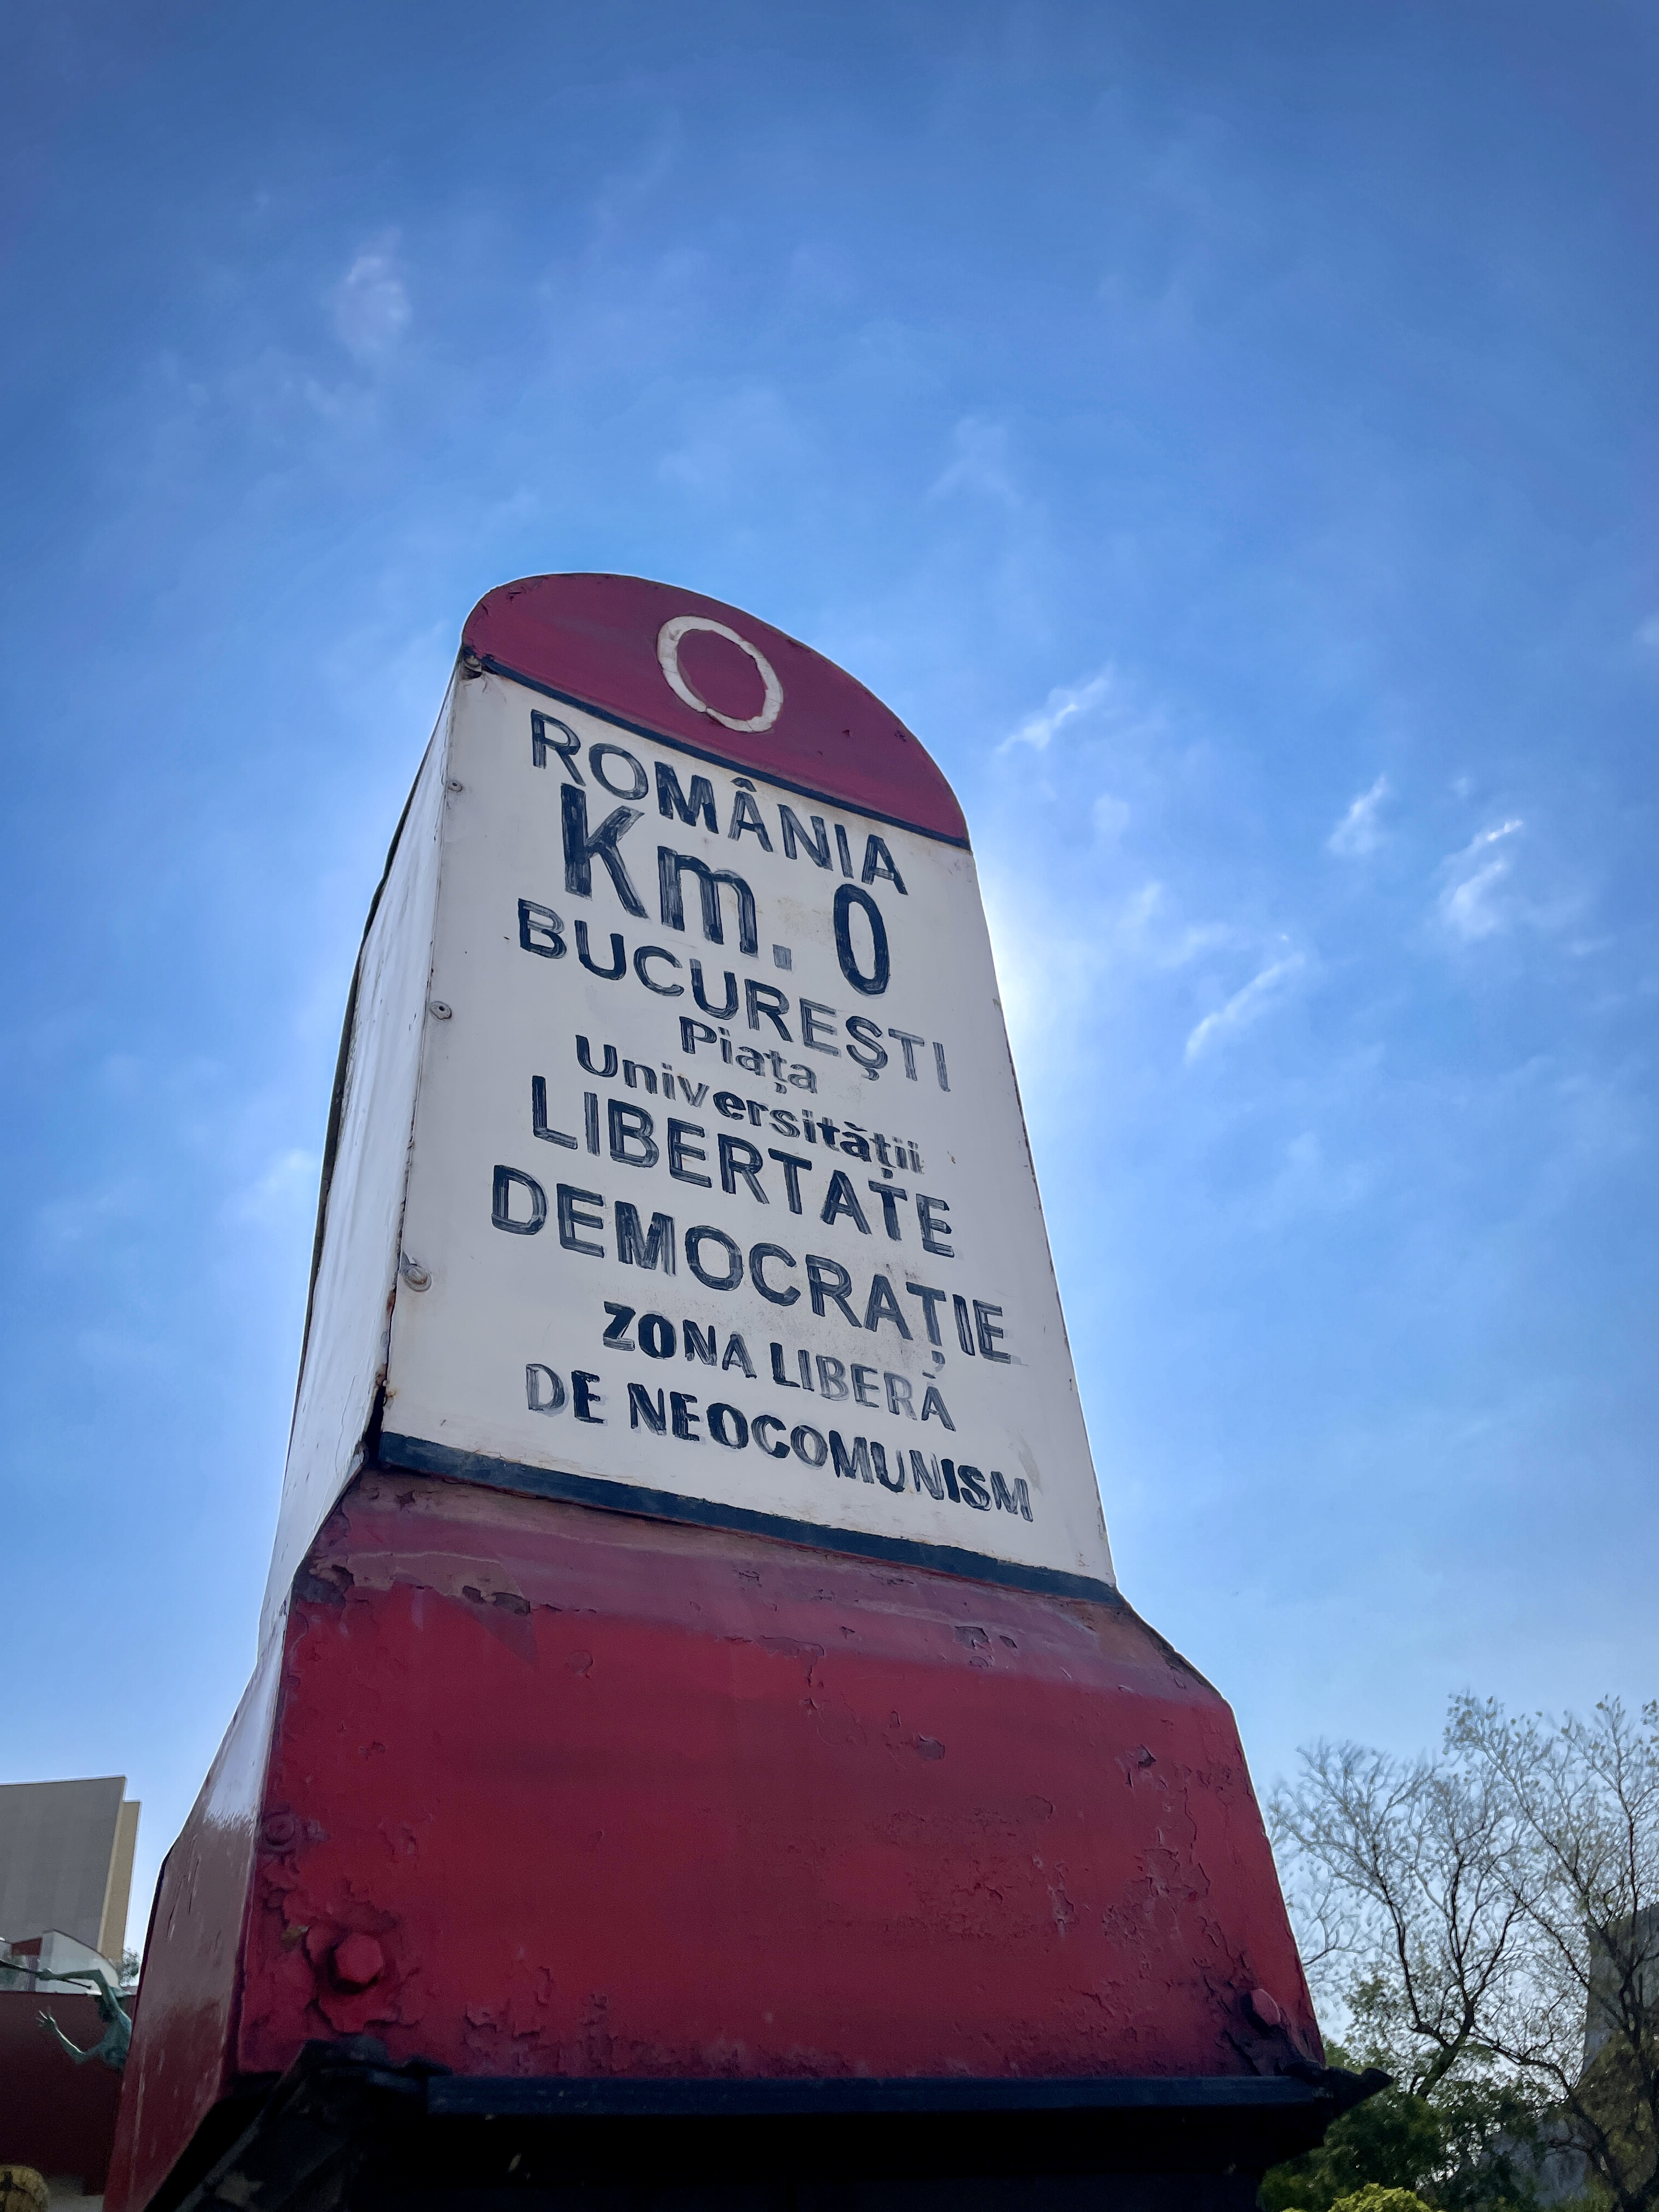 0
ROMÂNIA
Km. 0
BUCUREȘTI
Piața
Universității
LIBERTATE
DEMOCRAȚIE
ZONA LIBERĂ
DE NEOCOMUNISM